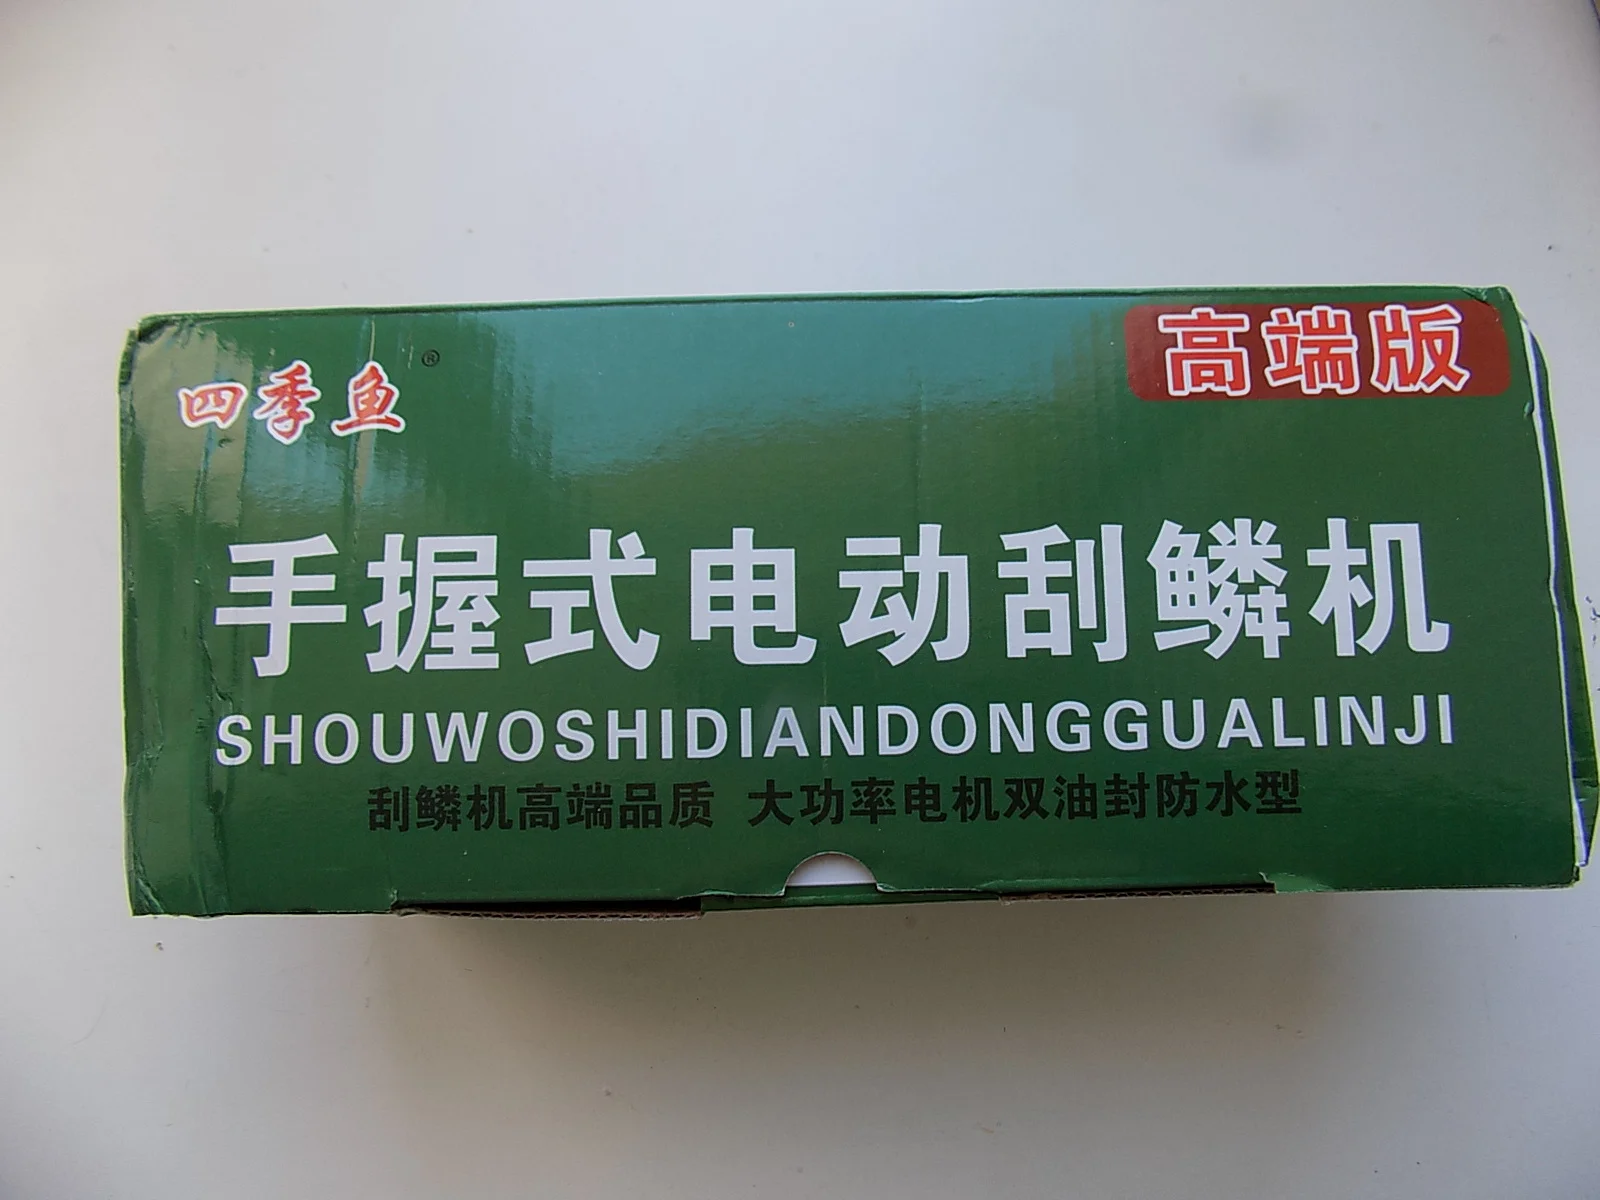 四季鱼®
高端版
手握式电动刮鳞机
SHOUWOSHIDIANDONGGUALINJI
刮鳞机高端品质 大功率电机双油封防水型